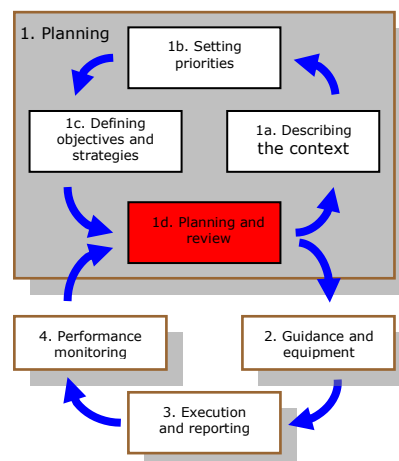 1. Planning
1b. Setting
priorities
1c. Defining
objectives and
strategies
1a. Describing
the context
1d. Planning and
review
4. Performance
monitoring
2. Guidance and
equipment
3. Execution
and reporting